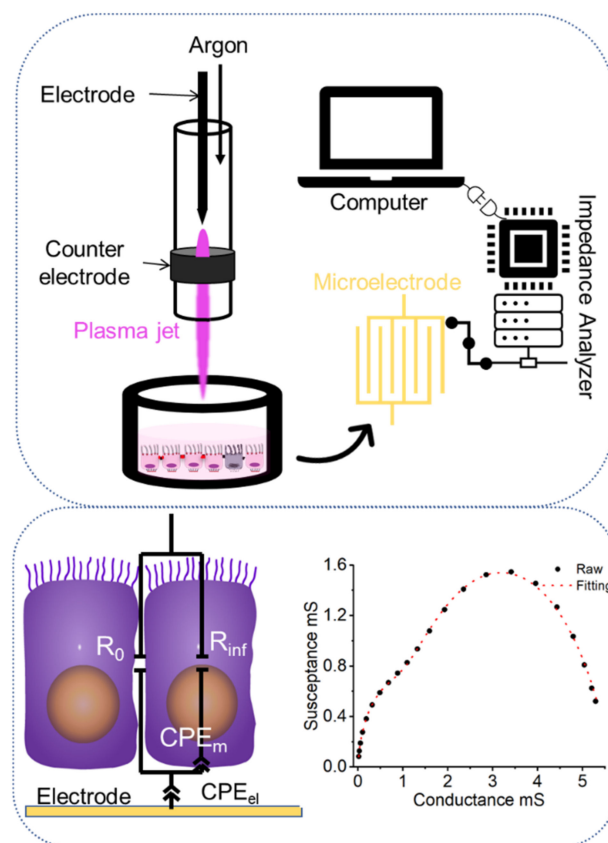 Argon
Electrode
Counter
electrode
Plasma jet
Computer
Impedance Analyzer
Microelectrode
R0
Rinf
CPEm
CPEel
Electrode
1.6
1.2
0.8
0.4
0.0
Raw
Fitting
Susceptance mS
0 1 2 3 4 5
Conductance mS